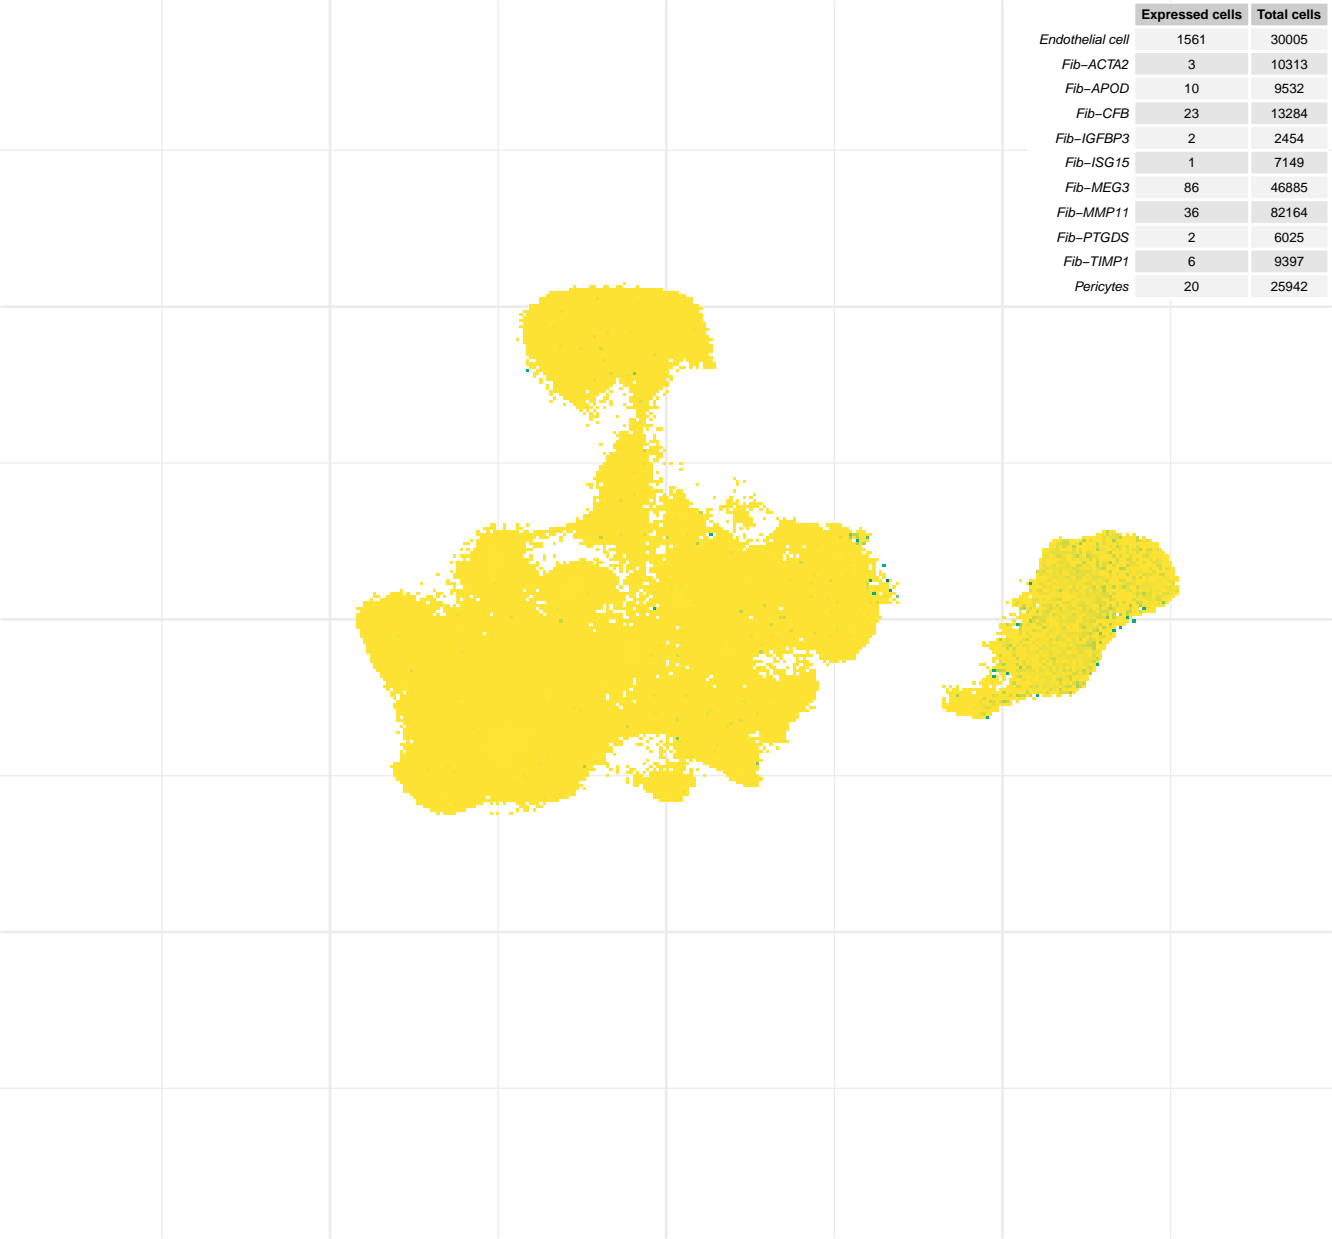 Expressed cells Total cells
Endothelial cell 1561 30005
Fib−ACTA2 3 10313
Fib−APOD 10 9532
Fib−CFB 23 13284
Fib−IGFBP3 2 2454
Fib−ISG15 1 7149
Fib−MEG3 86 46885
Fib−MMP11 36 82164
Fib−PTGDS 2 6025
Fib−TIMP1 6 9397
Pericytes 20 25942